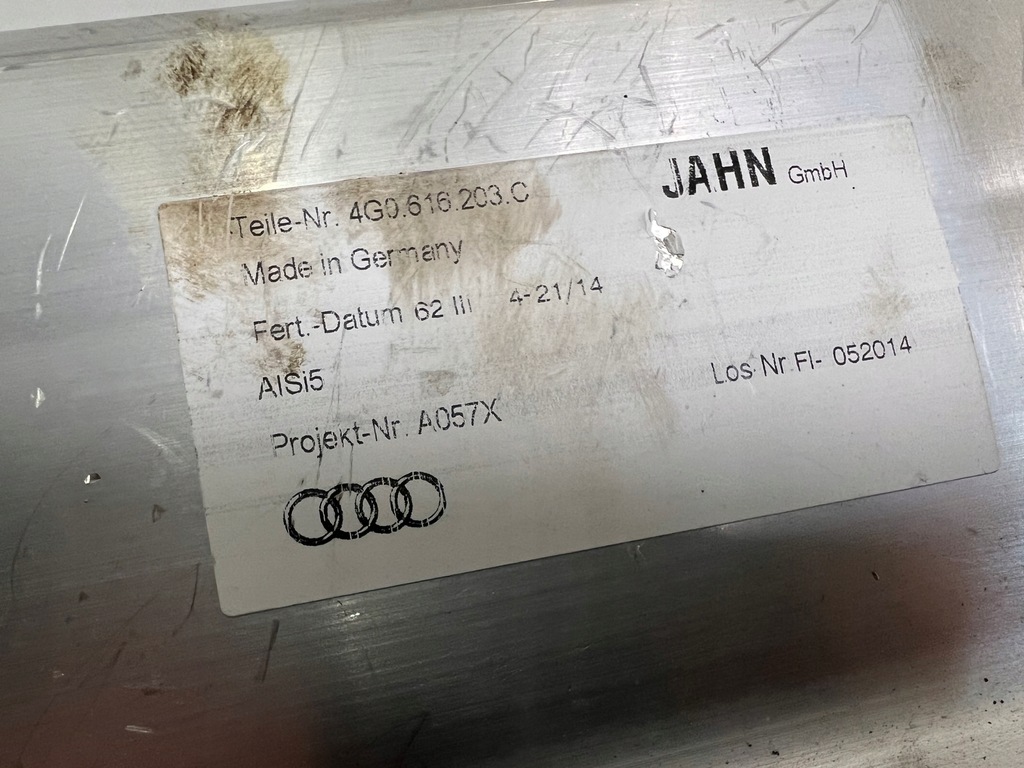 JAHN GmbH
Teile-Nr. 4G0.616.203.C
Made in Germany
Fert.-Datum 62 III 4-21/14
AlSi5
Los Nr.FI- 052014
Projekt-Nr. A057X